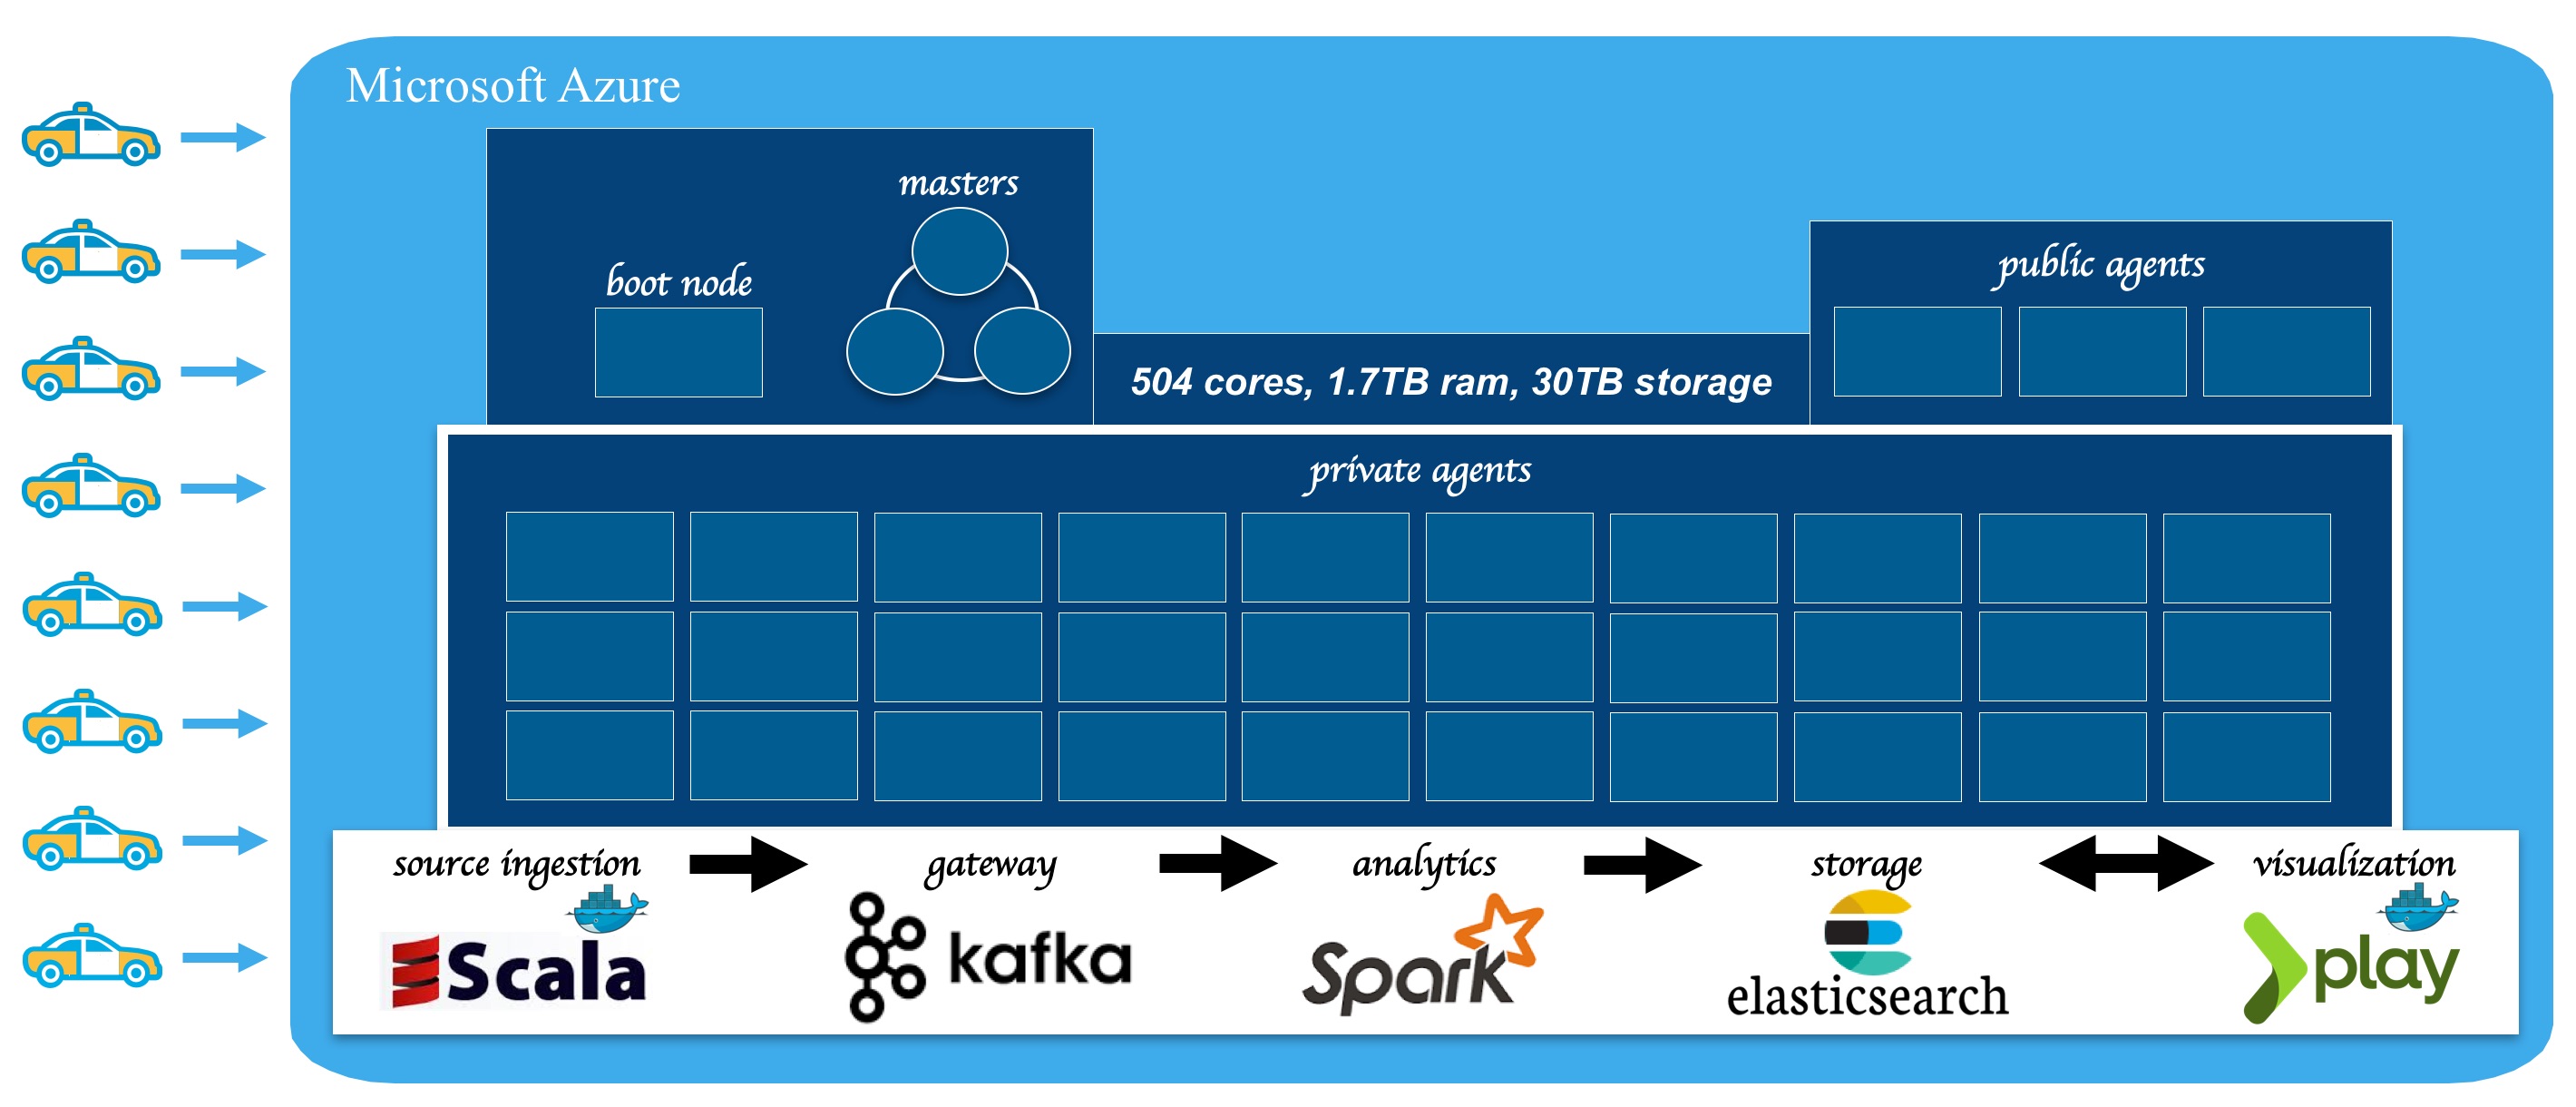 Microsoft Azure
masters
boot node
public agents
504 cores, 1.7TB ram, 30TB storage
private agents
source ingestion
gateway
analytics
storage
visualization
Scala
kafka
Spark
elasticsearch
play